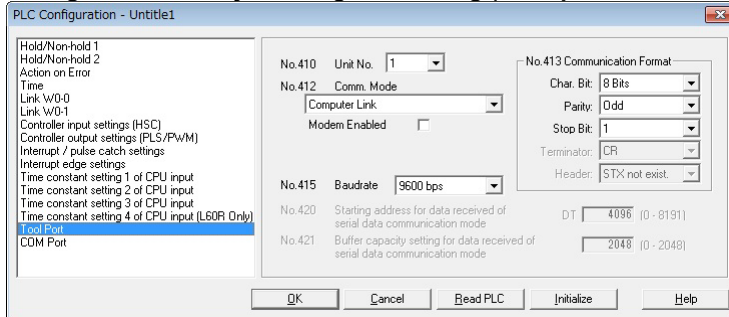 PLC Configuration - Untitle1
Hold/Non-hold 1
Hold/Non-hold 2
Action on Error
Time
Link W0-0
Link W0-1
Controller input settings (HSC)
Controller output settings (PLS/PWM)
Interrupt / pulse catch settings
Interrupt edge settings
Time constant setting 1 of CPU input
Time constant setting 2 of CPU input
Time constant setting 3 of CPU input
Time constant setting 4 of CPU input (L60R Only)
Tool Port
COM Port
No.410 Unit No. 1
No.412 Comm. Mode
Computer Link
Modem Enabled
No.413 Communication Format
Char. Bit: 8 Bits
Parity: Odd
Stop Bit: 1
Terminator: CR
Header: STX not exist.
No.415 Baudrate 9600 bps
No.420 Starting address for data received of
serial data communication mode
DT 4096 (0 - 8191)
No.421 Buffer capacity setting for data received of
serial data communication mode
2048 (0 - 2048)
OK Cancel Read PLC Initialize Help